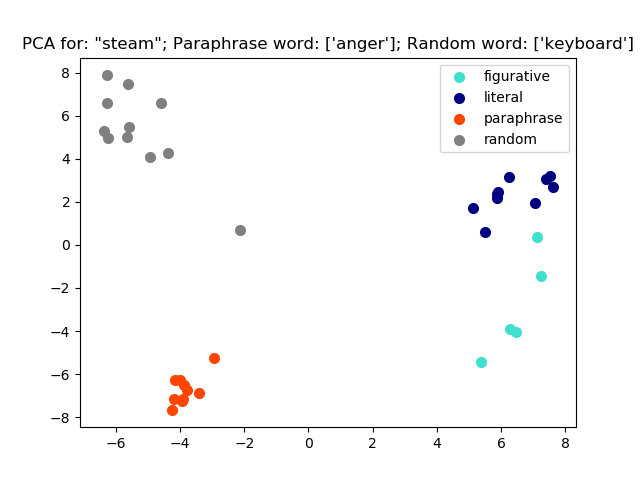 PCA for: "steam"; Paraphrase word: ['anger']; Random word: ['keyboard']
figurative
literal
paraphrase
random
8
6
4
2
0
−2
−4
−6
−8
−6 −4 −2 0 2 4 6 8